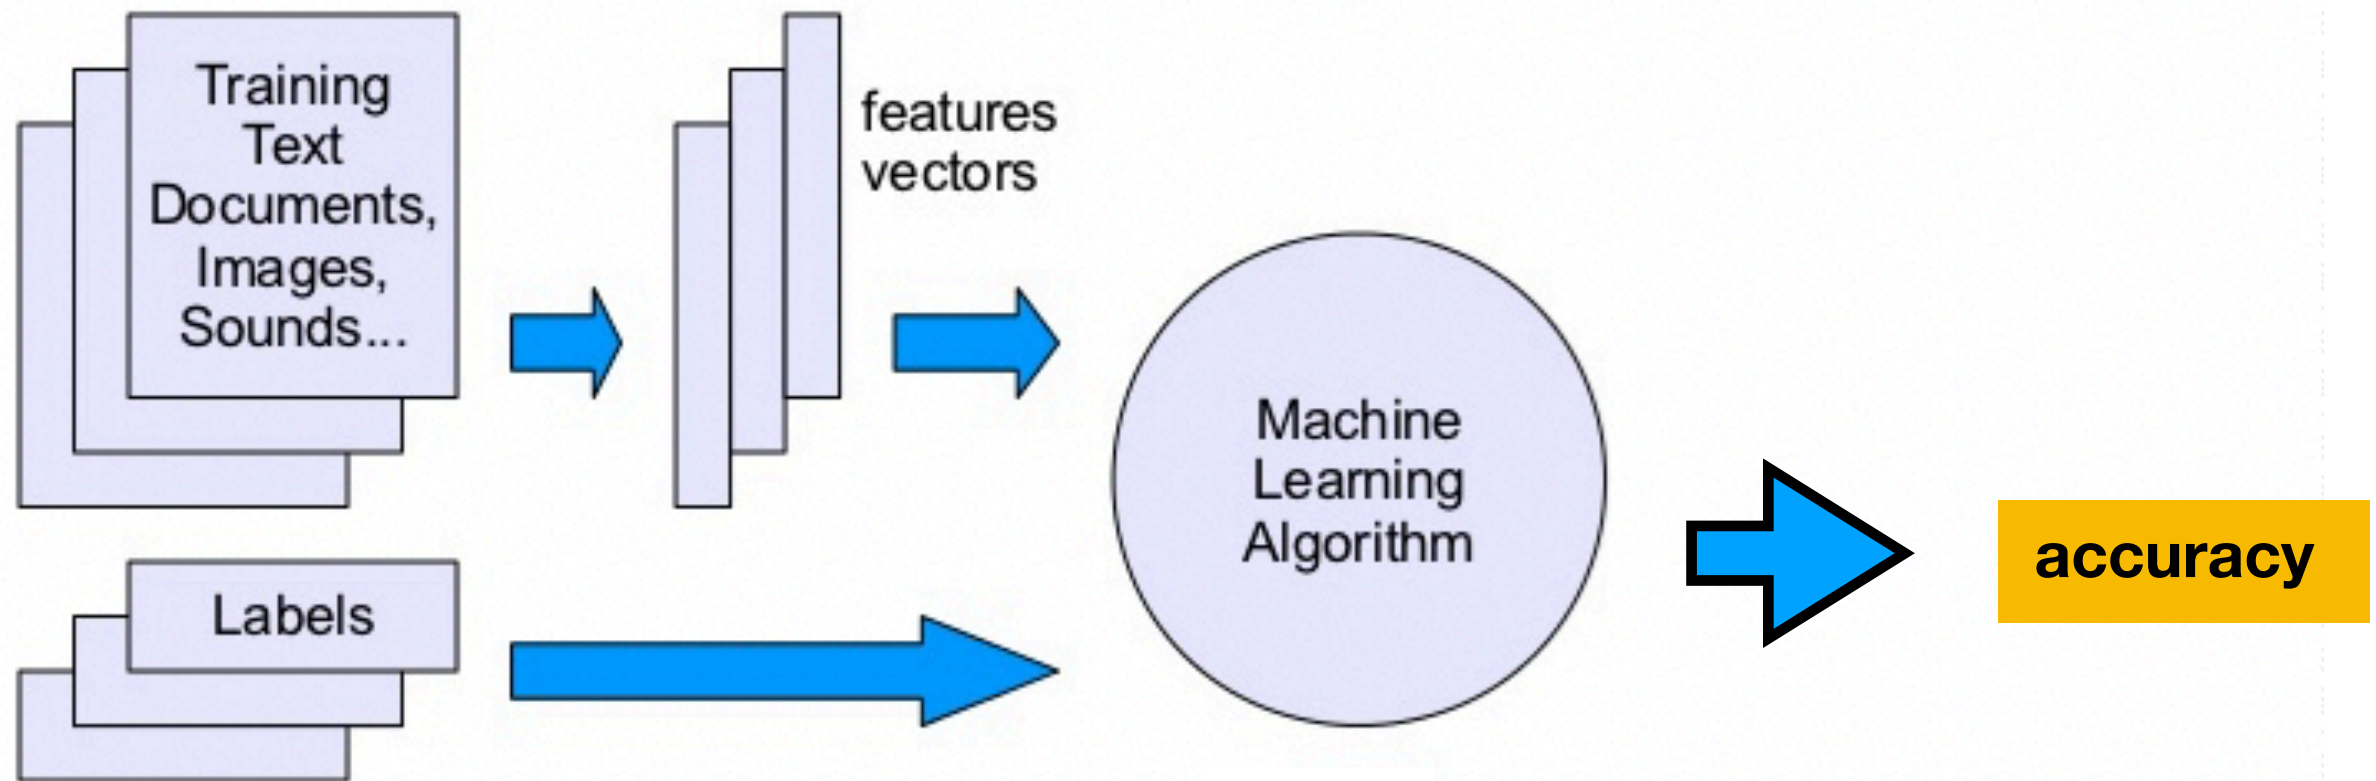 Training
Text
Documents,
Images,
Sounds...
features
vectors
Machine
Learning
Algorithm
accuracy
Labels